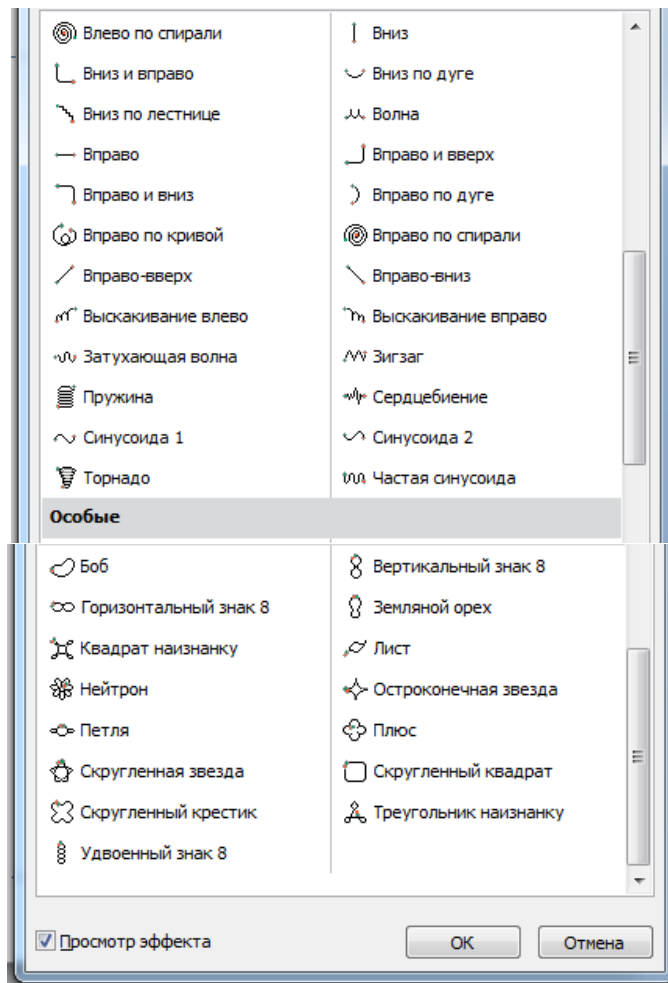 Влево по спирали Вниз
Вниз и вправо Вниз по дуге
Вниз по лестнице Волна
Вправо Вправо и вверх
Вправо и вниз Вправо по дуге
Вправо по кривой Вправо по спирали
Вправо-вверх Вправо-вниз
Выскакивание влево Выскакивание вправо
Затухающая волна Зигзаг
Пружина Сердцебиение
Синусоида 1 Синусоида 2
Торнадо Частая синусоида
Особые
Боб Вертикальный знак 8
Горизонтальный знак 8 Земляной орех
Квадрат наизнанку Лист
Нейтрон Остроконечная звезда
Петля Плюс
Скругленная звезда Скругленный квадрат
Скругленный крестик Треугольник наизнанку
Удвоенный знак 8
Просмотр эффекта ОК Отмена